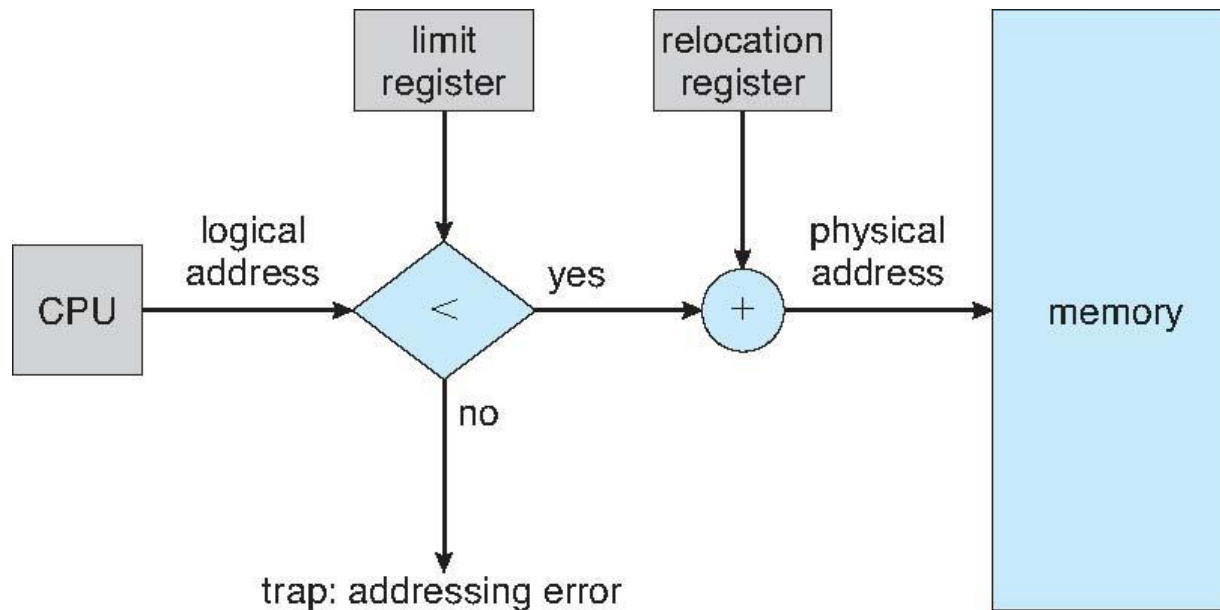 limit
register
relocation
register
logical
address
physical
address
CPU
<
yes
+
memory
no
trap: addressing error